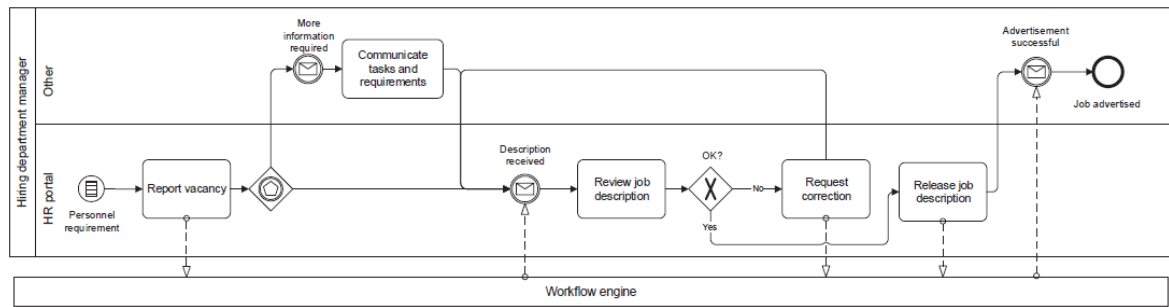 Hiring department manager
Other
HR portal
More
information
required
Communicate
tasks and
requirements
Advertisement
successful
Job advertised
Personnel
requirement
Report vacancy
Description
received
Review job
description
OK?
No
Yes
Request
correction
Release job
description
Workflow engine